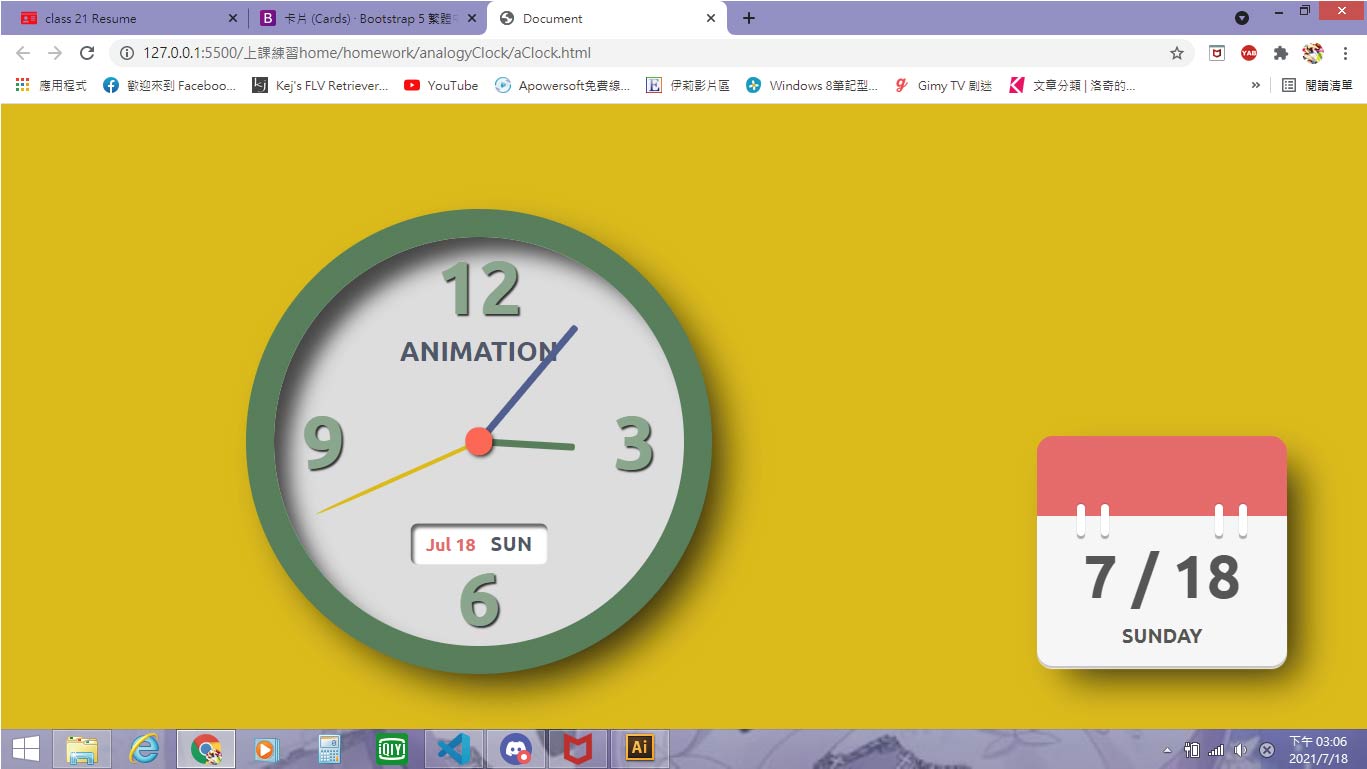 class 21 Resume
卡片 (Cards) · Bootstrap 5 繁體
Document
127.0.0.1:5500/上課練習home/homework/analogyClock/aClock.html
YAB
應用程式
歡迎來到 Faceboo...
kj
Kej's FLV Retriever...
YouTube
Apowersoft免費線...
E
伊莉影片區
Windows 8筆記型...
Gimy TV 劇迷
文章分類 | 洛奇的...
»
閱讀清單
12
ANIMATION
9
3
Jul 18 SUN
6
7 / 18
SUNDAY
iQIYI
Ai
下午 03:06
2021/7/18